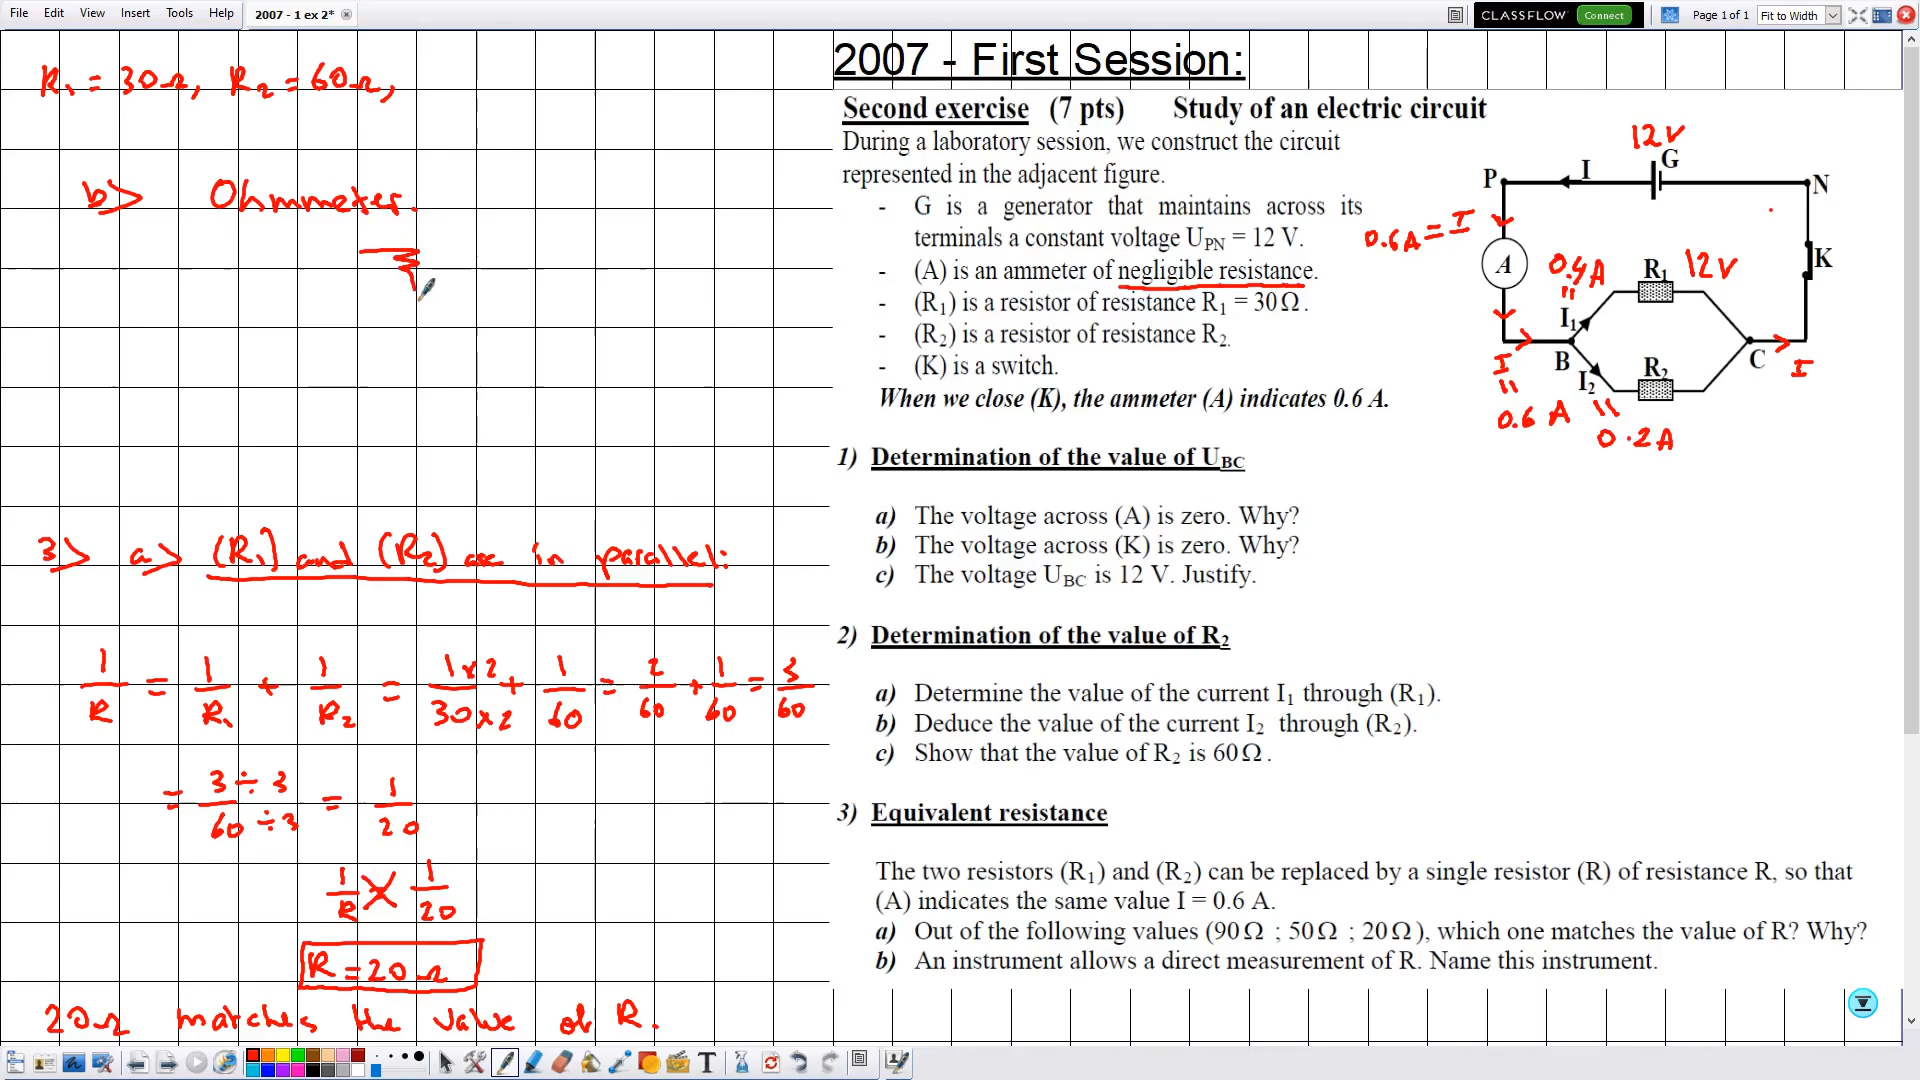 File Edit View Insert Tools Help 2007 - 1 ex 2*
CLASSFLOW Connect Page 1 of 1 Fit to Width
R₁ = 30Ω, R₂ = 60Ω,
b> Ohmmeter.
3> a> (R₁) and (R₂) are in parallel:
1/R = 1/R₁ + 1/R₂ = 1×2/30×2 + 1/60 = 2/60 + 1/60 = 3/60
= 3÷3/60÷3 = 1/20
1/R 1/20
R = 20Ω
20Ω matches the value of R.
2007 - First Session:
Second exercise (7 pts) Study of an electric circuit
During a laboratory session, we construct the circuit
represented in the adjacent figure.
- G is a generator that maintains across its
terminals a constant voltage U_PN = 12 V.
- (A) is an ammeter of negligible resistance.
- (R₁) is a resistor of resistance R₁ = 30Ω.
- (R₂) is a resistor of resistance R₂.
- (K) is a switch.
When we close (K), the ammeter (A) indicates 0.6 A.
12V
G
P I N
0.6A = I
A
0.4A R₁ 12V K
=
I₁
B C
I R₂ I
= I₂
0.6 A =
0.2A
1) Determination of the value of U_BC
a) The voltage across (A) is zero. Why?
b) The voltage across (K) is zero. Why?
c) The voltage U_BC is 12 V. Justify.
2) Determination of the value of R₂
a) Determine the value of the current I₁ through (R₁).
b) Deduce the value of the current I₂ through (R₂).
c) Show that the value of R₂ is 60Ω.
3) Equivalent resistance
The two resistors (R₁) and (R₂) can be replaced by a single resistor (R) of resistance R, so that
(A) indicates the same value I = 0.6 A.
a) Out of the following values (90Ω ; 50Ω ; 20Ω), which one matches the value of R? Why?
b) An instrument allows a direct measurement of R. Name this instrument.